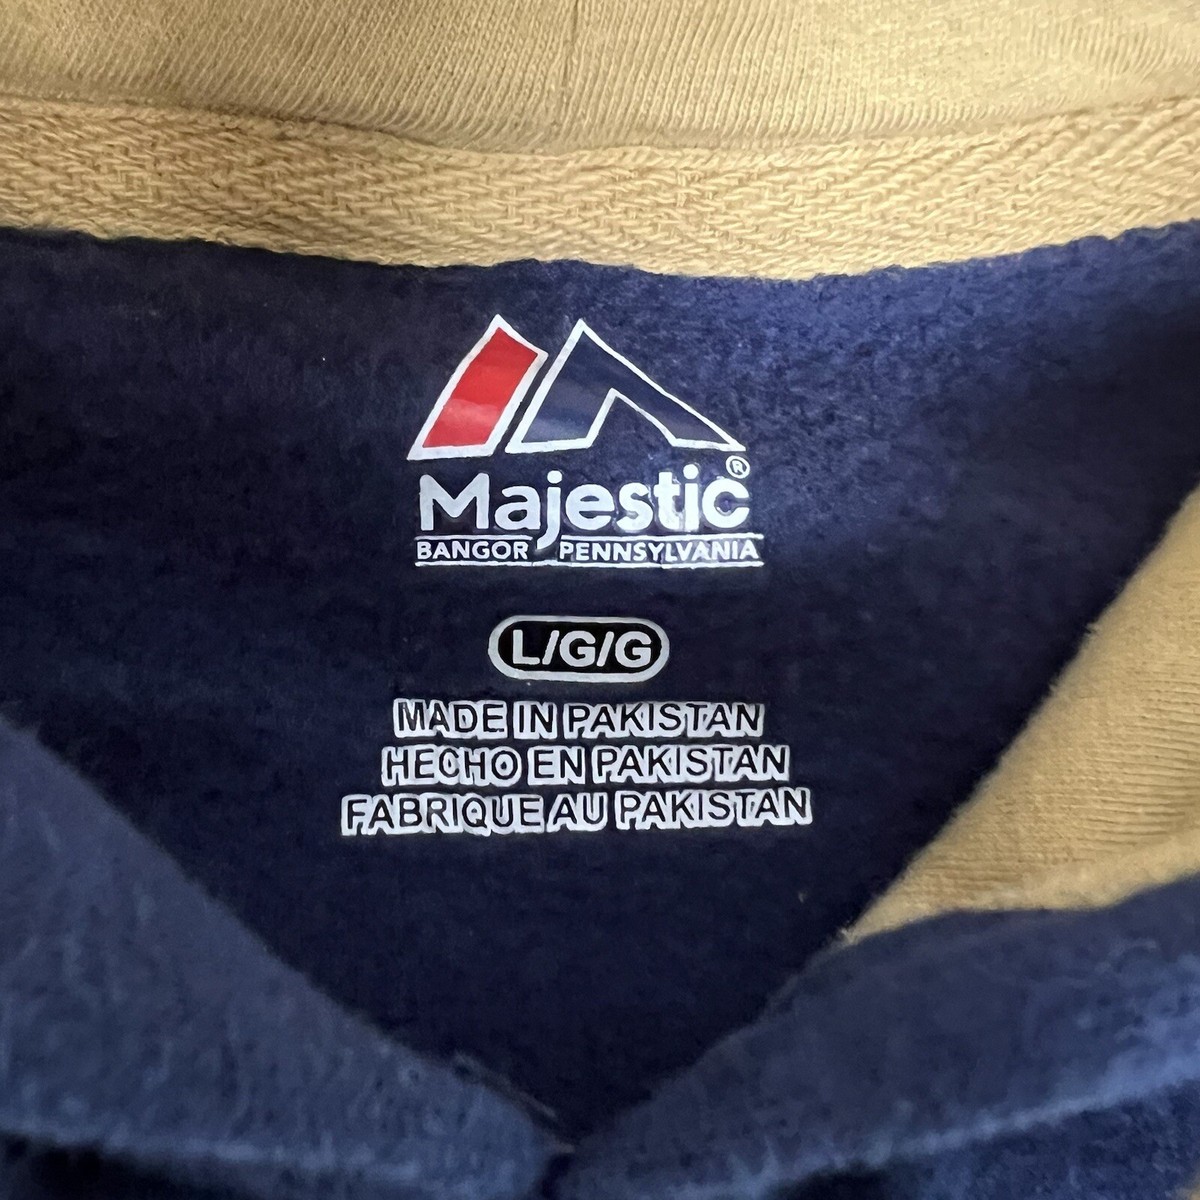 Majestic®
BANGOR PENNSYLVANIA
L/G/G
MADE IN PAKISTAN
HECHO EN PAKISTAN
FABRIQUE AU PAKISTAN